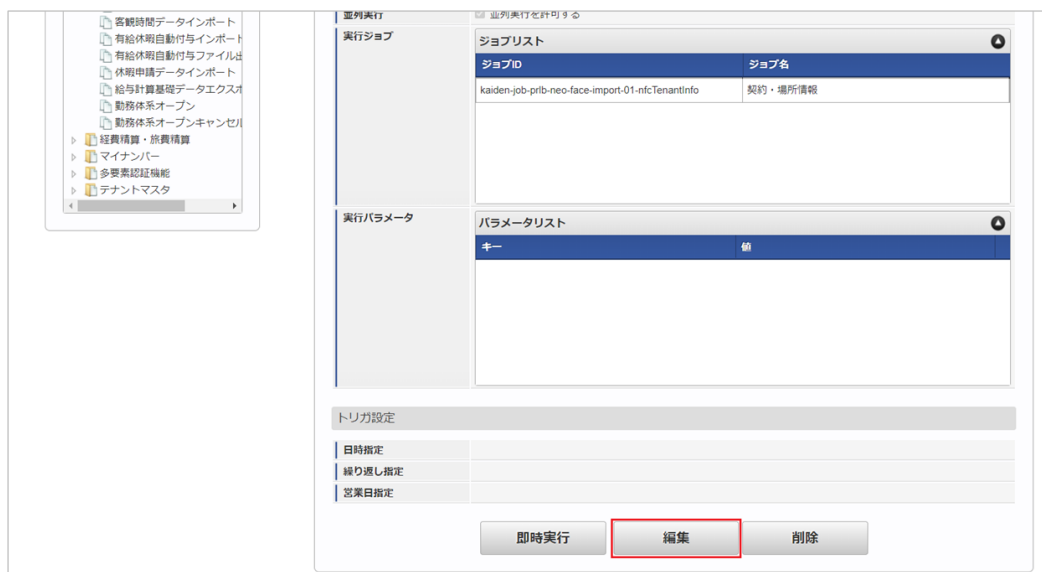 客観時間データインポート
有給休暇自動付与インポート
有給休暇自動付与ファイル出
休暇申請データインポート
給与計算基礎データエクスポ
勤務体系オープン
勤務体系オープンキャンセル
経費精算・旅費精算
マイナンバー
多要素認証機能
テナントマスタ
並列実行
並列実行を許可する
実行ジョブ
ジョブリスト
ジョブID ジョブ名
kaiden-job-prlb-neo-face-import-01-nfcTenantInfo 契約・場所情報
実行パラメータ
パラメータリスト
キー 値
トリガ設定
日時指定
繰り返し指定
営業日指定
即時実行 編集 削除